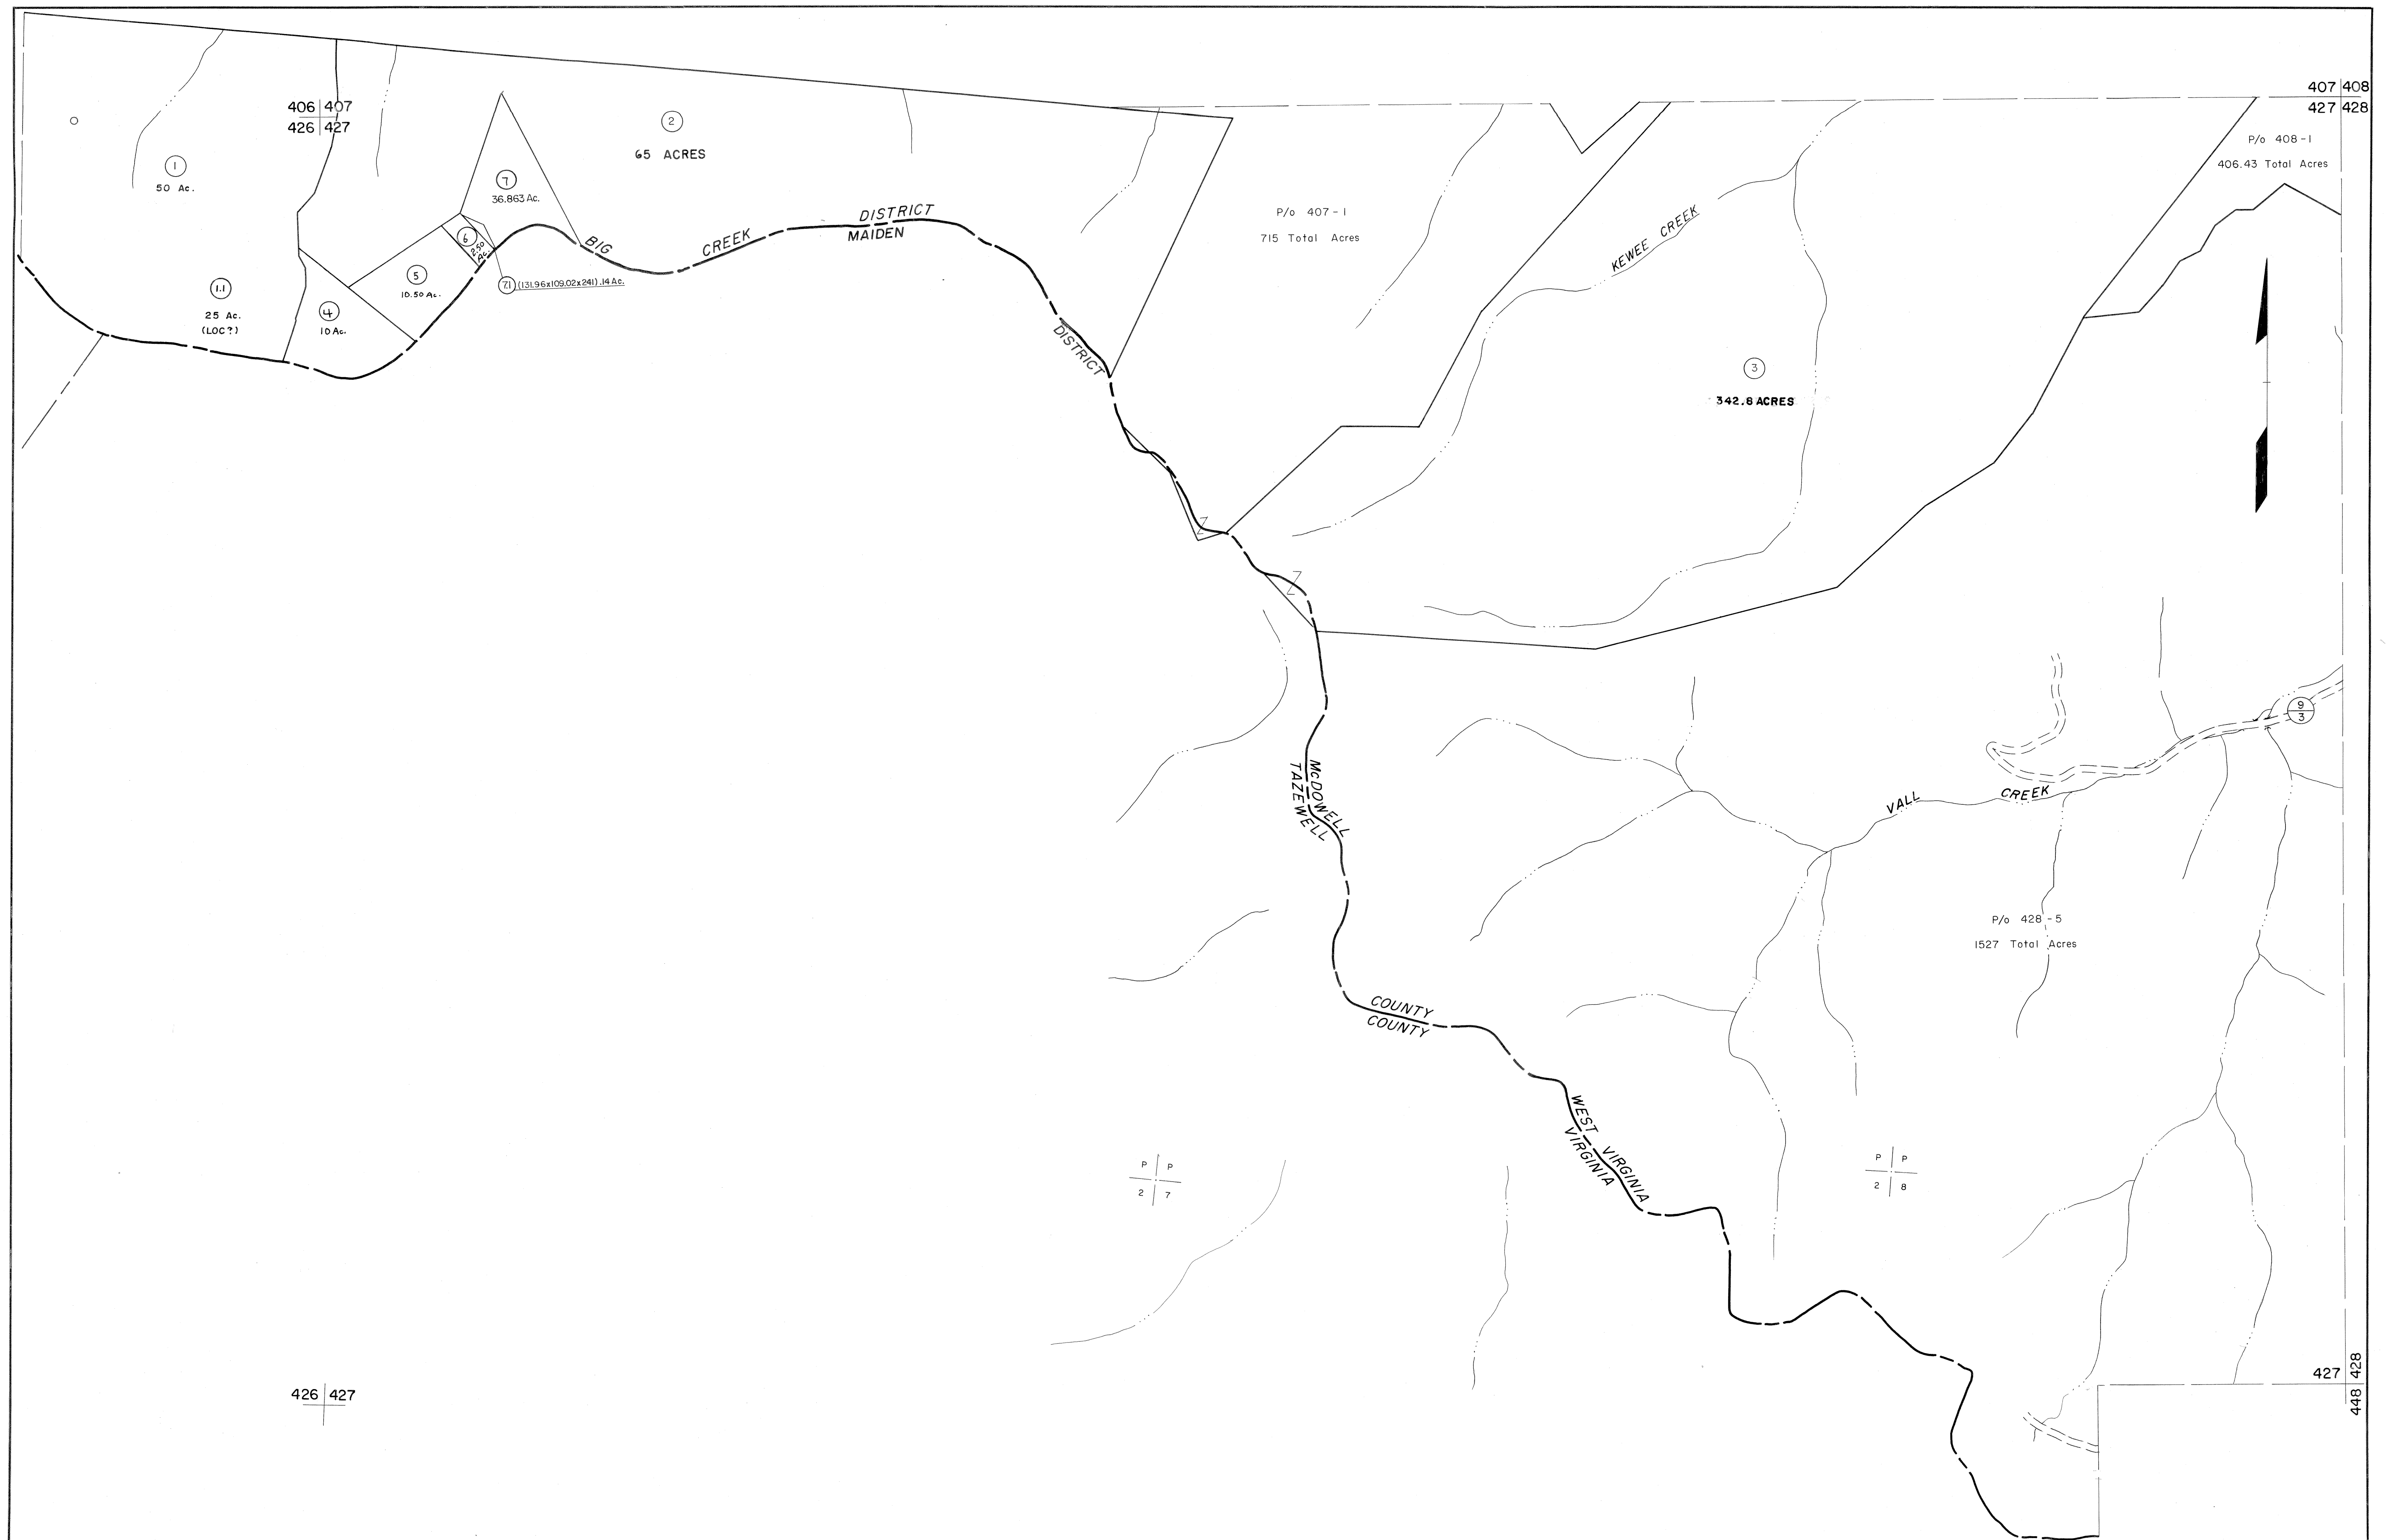 406 407
426 427
407 408
427 428
1
50 Ac.
2
65 ACRES
7
36.863 Ac.
6
2.50
Ac.
5
10.50 Ac.
4
10 Ac.
1.1
25 Ac.
(LOC?)
7.1 (131.96x109.02x241) .14 Ac.
BIG CREEK DISTRICT
MAIDEN DISTRICT
P/o 407-1
715 Total Acres
KEWEE CREEK
P/o 408-1
406.43 Total Acres
3
342.8 ACRES
Z
Z
9
3
McDOWELL
TAZEWELL
VALL CREEK
P/o 428-5
1527 Total Acres
COUNTY
COUNTY
WEST VIRGINIA
VIRGINIA
P P
2 7
P P
2 8
426 427
427 428
448